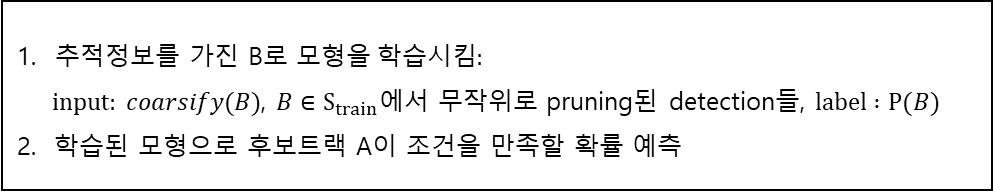 1. 추적정보를 가진 B로 모형을 학습시킴:
input: coarsify(B), B ∈ S_train에서 무작위로 pruning된 detection들, label : P(B)
2. 학습된 모형으로 후보트랙 A이 조건을 만족할 확률 예측